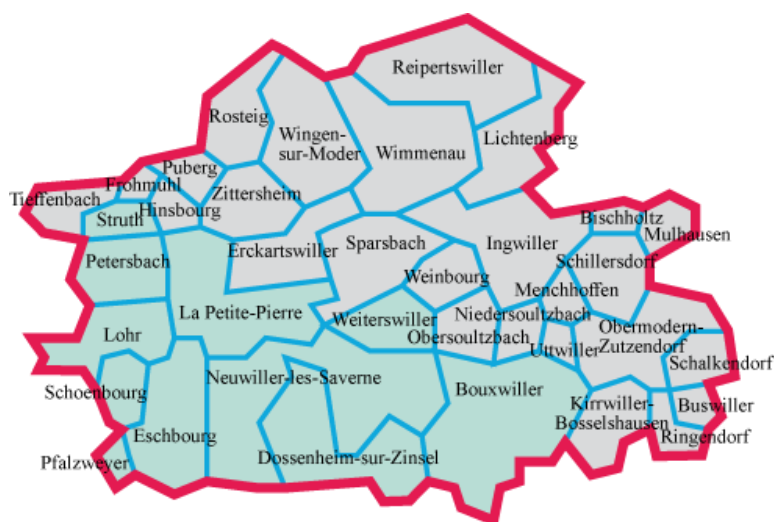 Reipertswiller
Rosteig
Wingen-
sur-Moder
Lichtenberg
Wimmenau
Puberg
Frohmuhl
Zittersheim
Tieffenbach
Hinsbourg
Struth
Bischholtz
Mulhausen
Erckartswiller
Sparsbach
Ingwiller
Petersbach
Schillersdorf
Weinbourg
Menchhoffen
La Petite-Pierre
Weiterswiller
Niedersoultzbach
Obermodern-
Zutzendorf
Lohr
Obersoultzbach
Uttwiller
Schalkendorf
Neuwiller-les-Saverne
Schoenbourg
Bouxwiller
Kirrwiller-
Bosselshausen
Buswiller
Eschbourg
Ringendorf
Pfalzweyer
Dossenheim-sur-Zinsel